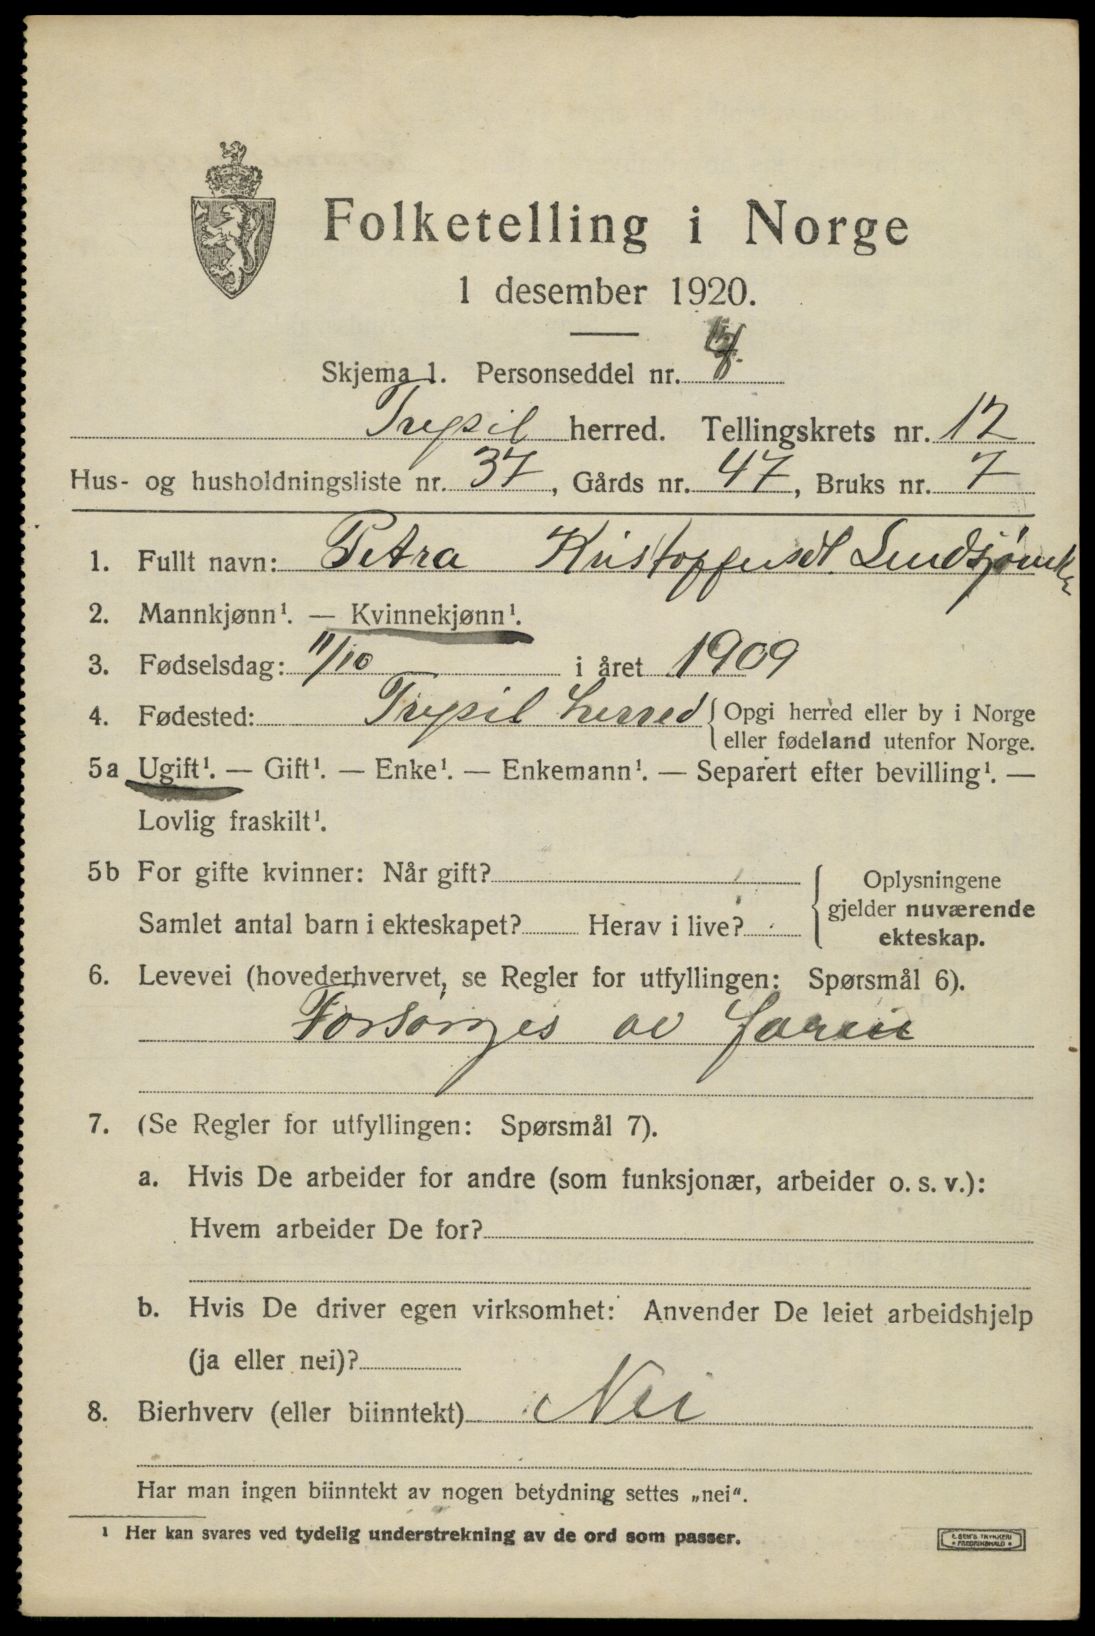 Folketelling i Norge
1 desember 1920.
Skjema 1. Personseddel nr.
Trysil herred. Tellingskrets nr. 12
Hus- og husholdningsliste nr. 37, Gårds nr. 47, Bruks nr. 7
1. Fullt navn: Petra Kristoffersdt.
2. Mannkjønn¹. — Kvinnekjønn¹.
3. Fødselsdag: 11/10 i året 1909
4. Fødested: Trysil herred {Opgi herred eller by i Norge
eller fødeland utenfor Norge.
5a Ugift¹. — Gift¹. — Enke¹. — Enkemann¹. — Separert efter bevilling¹. —
Lovlig fraskilt¹.
5b For gifte kvinner: Når gift? { Oplysningene
gjelder nuværende
Samlet antal barn i ekteskapet? Herav i live?
ekteskap.
6. Levevei (hovederhvervet, se Regler for utfyllingen: Spørsmål 6).
Forsørges av faren
7. (Se Regler for utfyllingen: Spørsmål 7).
a. Hvis De arbeider for andre (som funksjonær, arbeider o. s. v.):
Hvem arbeider De for?
b. Hvis De driver egen virksomhet: Anvender De leiet arbeidshjelp
(ja eller nei)?
8. Bierhverv (eller biinntekt) Nei
Har man ingen biinntekt av nogen betydning settes „nei“.
¹ Her kan svares ved tydelig understrekning av de ord som passer.
E. SEM'S TRYKKERI
• FREDRIKSHALD •